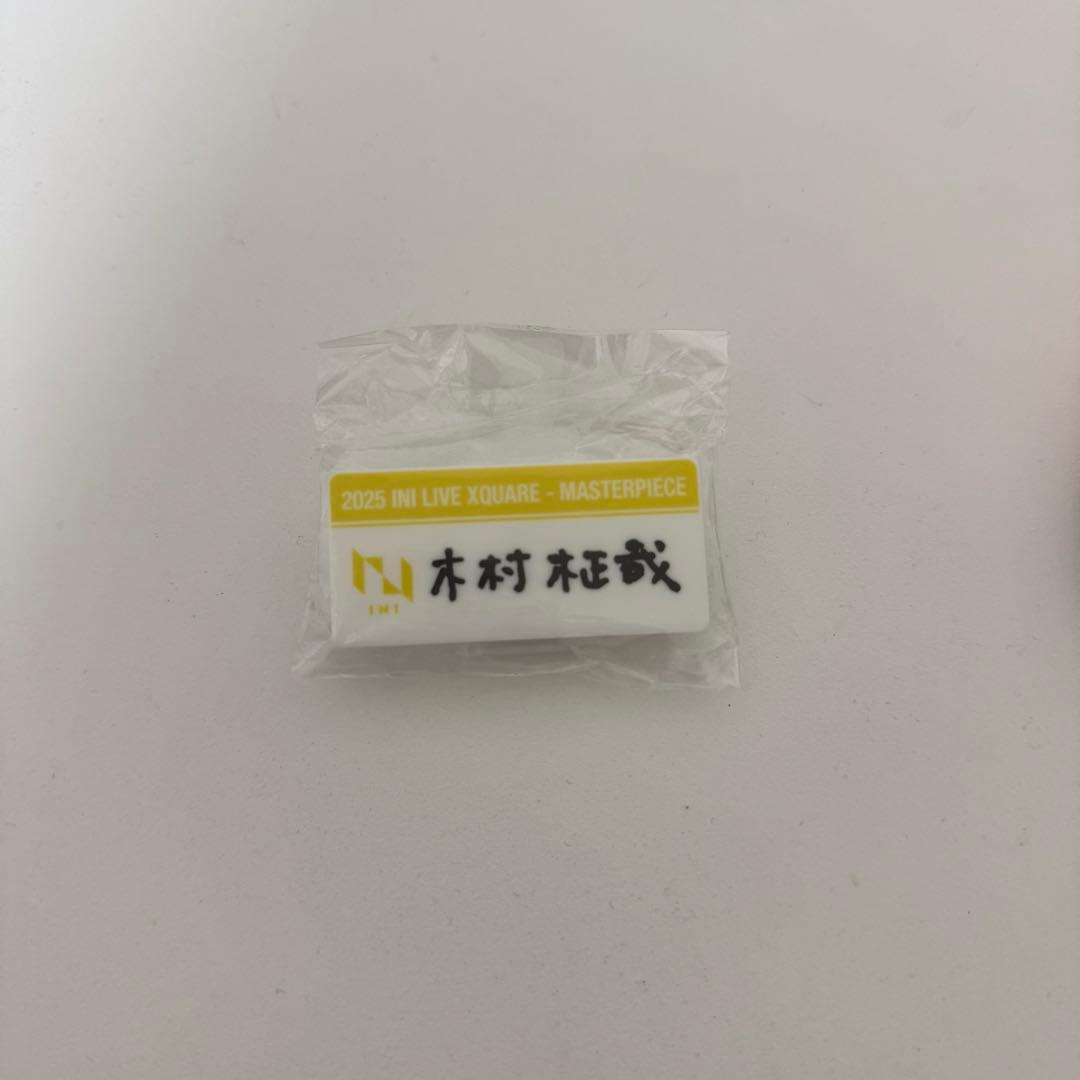 2025 INI LIVE XQUARE - MASTERPIECE
木村 柾哉
INI